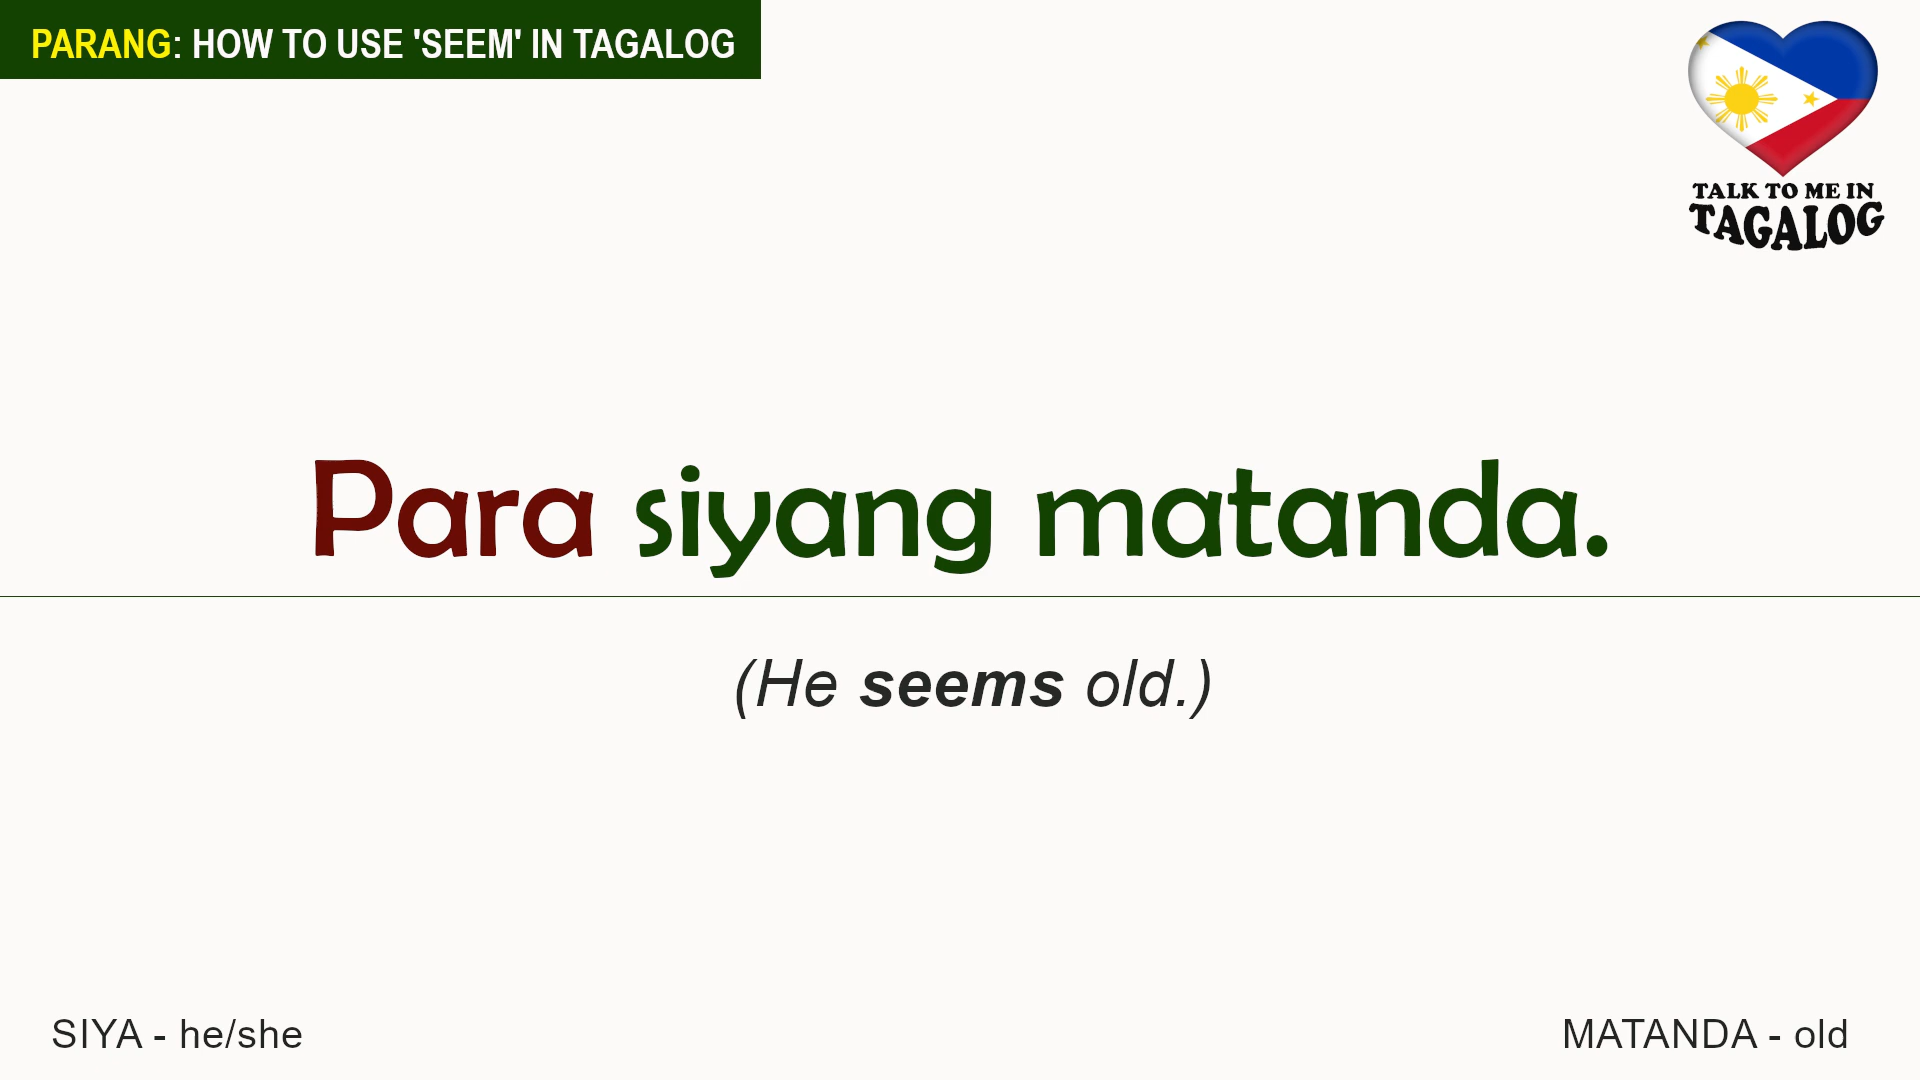 PARANG: HOW TO USE 'SEEM' IN TAGALOG
TALK TO ME IN
TAGALOG
Para siyang matanda.
(He seems old.)
SIYA - he/she
MATANDA - old